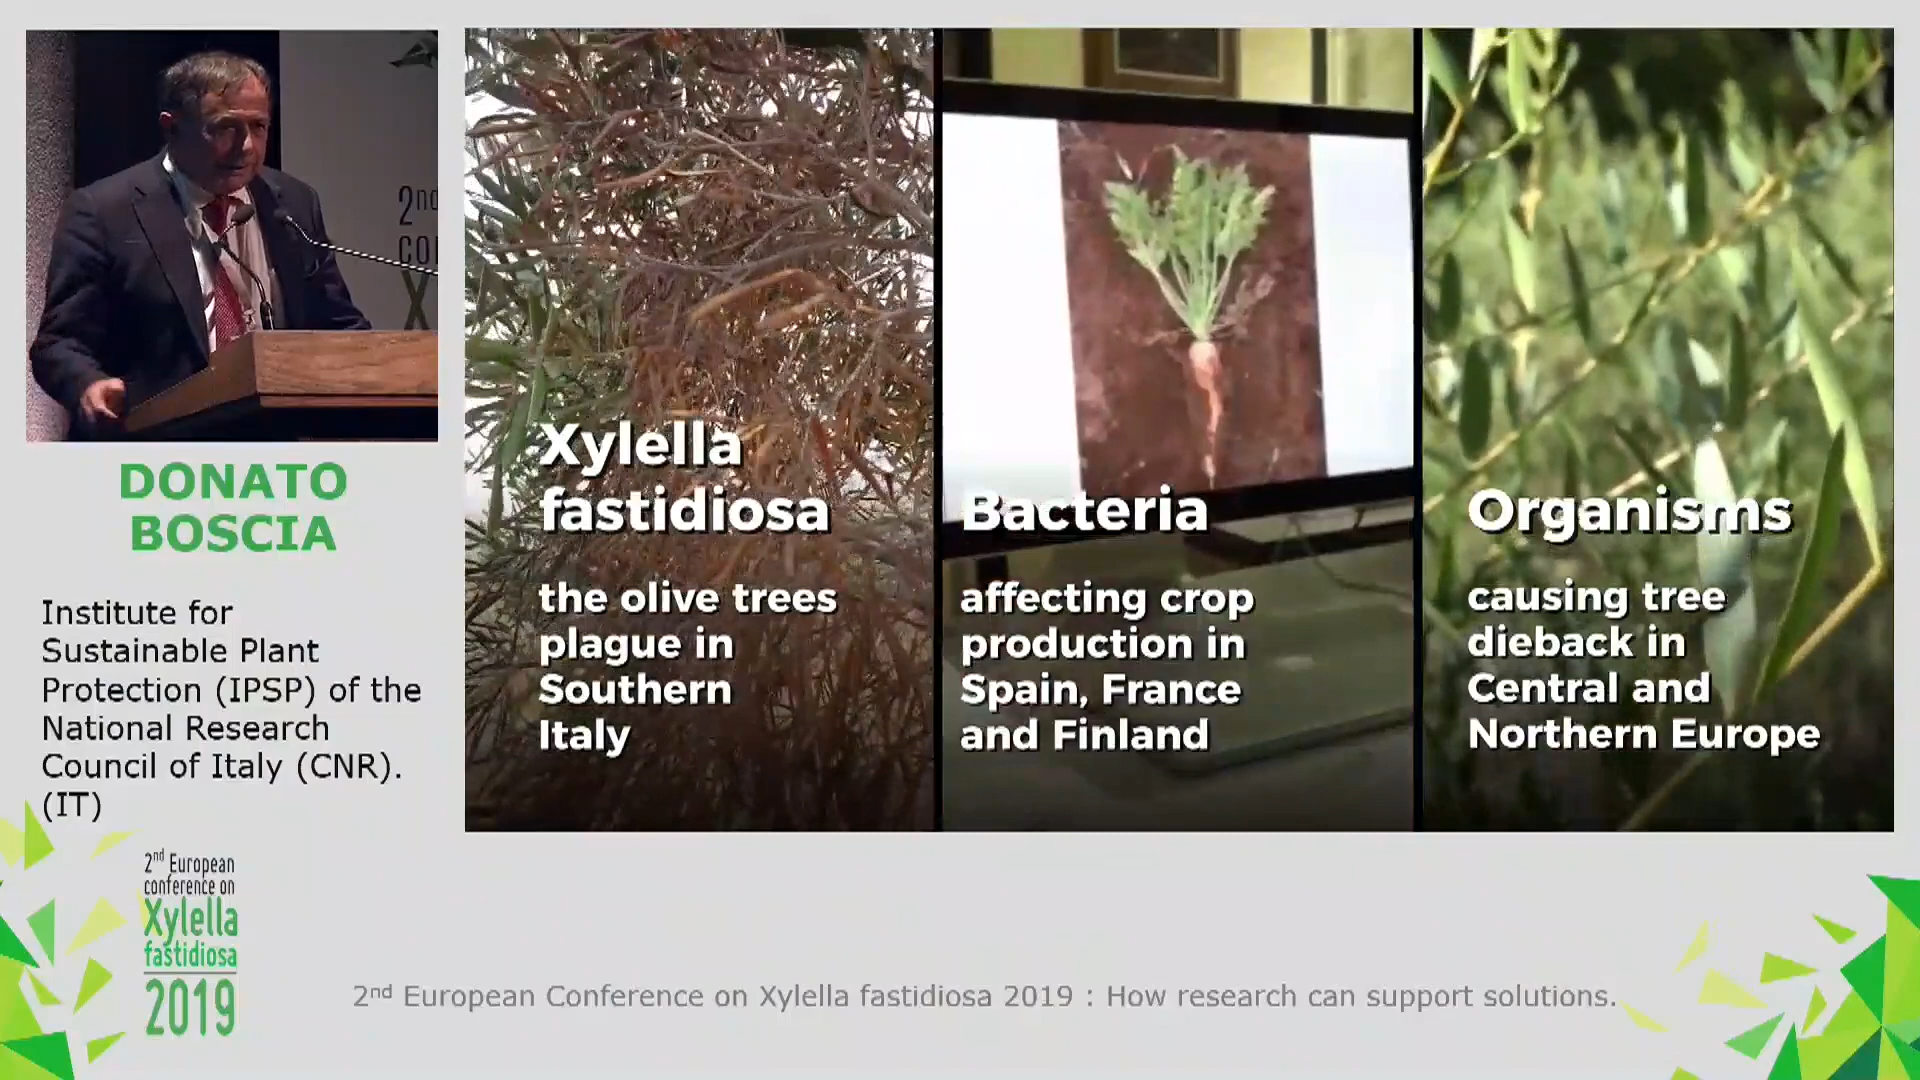 2nd
CO
X
DONATO
BOSCIA
Institute for
Sustainable Plant
Protection (IPSP) of the
National Research
Council of Italy (CNR).
(IT)
Xylella
fastidiosa
the olive trees
plague in
Southern
Italy
Bacteria
affecting crop
production in
Spain, France
and Finland
Organisms
causing tree
dieback in
Central and
Northern Europe
2nd European
conference on
Xylella
fastidiosa
2019
2nd European Conference on Xylella fastidiosa 2019 : How research can support solutions.